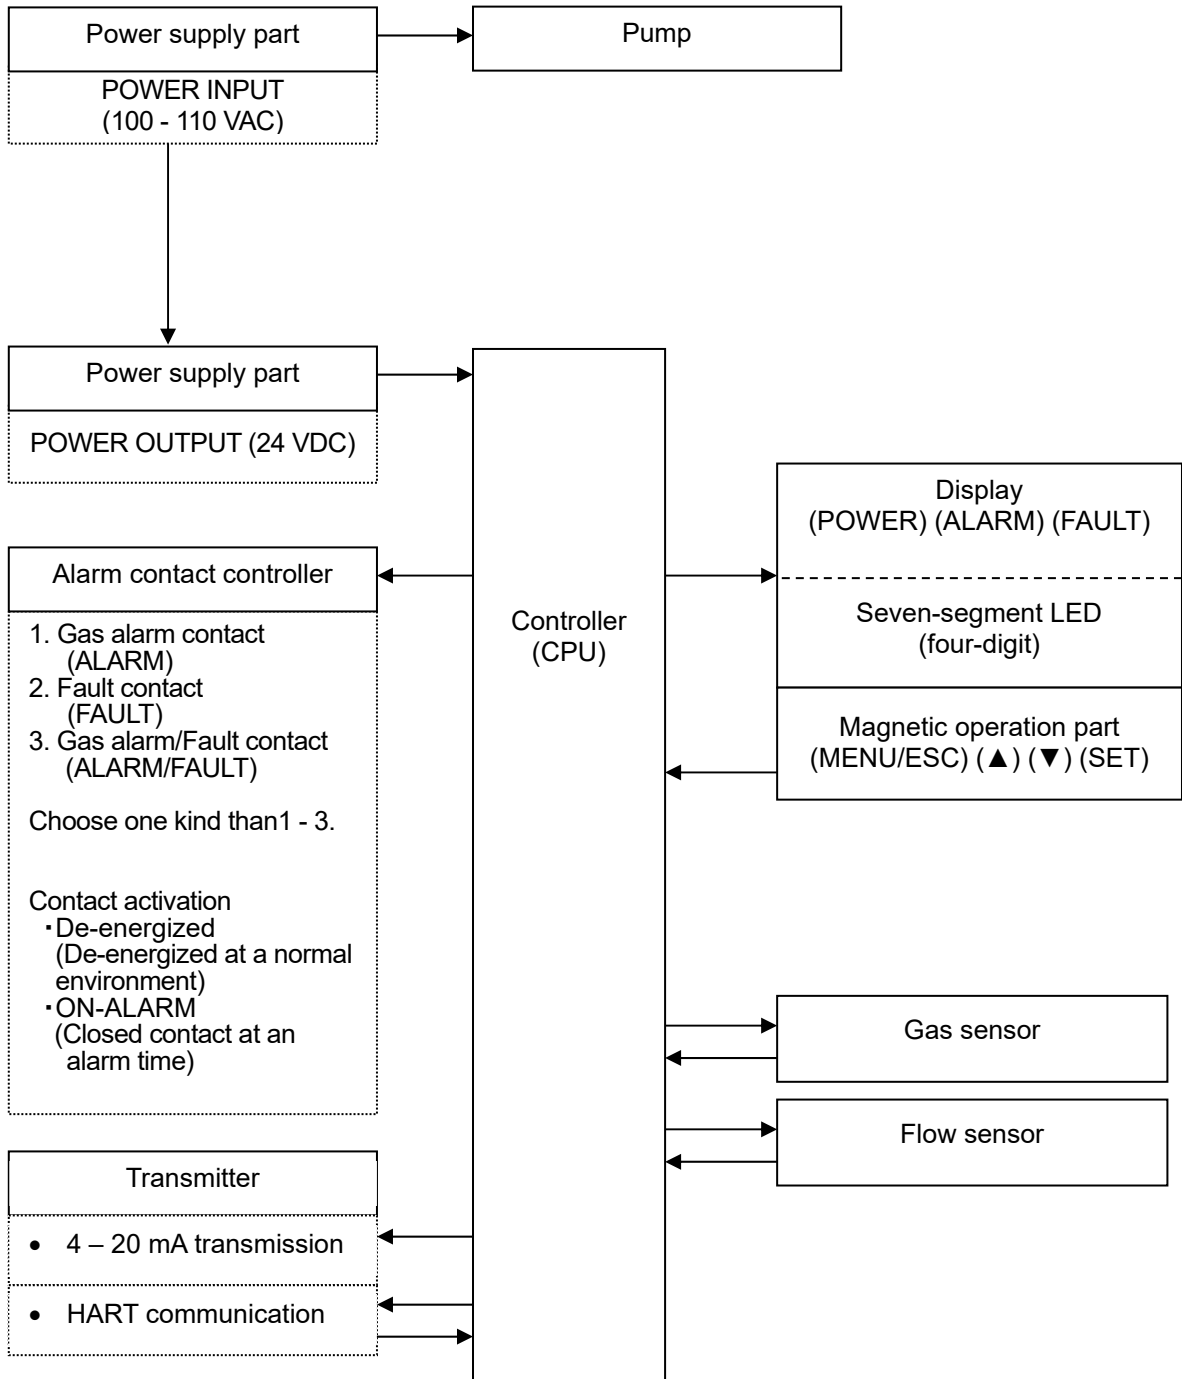 Power supply part
Pump
POWER INPUT
(100 - 110 VAC)
Power supply part
POWER OUTPUT (24 VDC)
Alarm contact controller
1. Gas alarm contact
(ALARM)
2. Fault contact
(FAULT)
3. Gas alarm/Fault contact
(ALARM/FAULT)
Choose one kind than1 - 3.
Contact activation
・De-energized
(De-energized at a normal
environment)
・ON-ALARM
(Closed contact at an
alarm time)
Transmitter
• 4 – 20 mA transmission
• HART communication
Controller
(CPU)
Display
(POWER) (ALARM) (FAULT)
Seven-segment LED
(four-digit)
Magnetic operation part
(MENU/ESC) (▲) (▼) (SET)
Gas sensor
Flow sensor